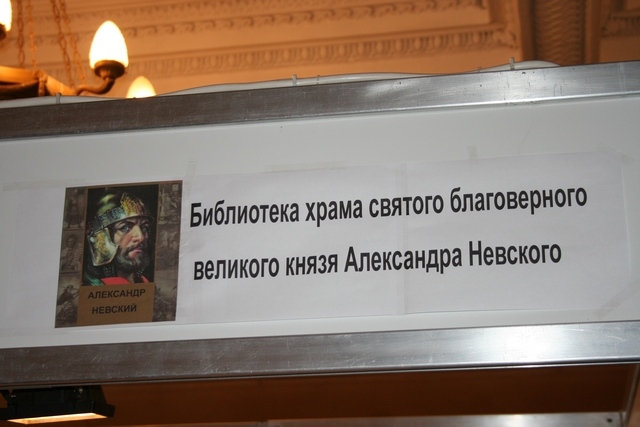 Библиотека храма святого благоверного
великого князя Александра Невского
АЛЕКСАНДР
НЕВСКИЙ